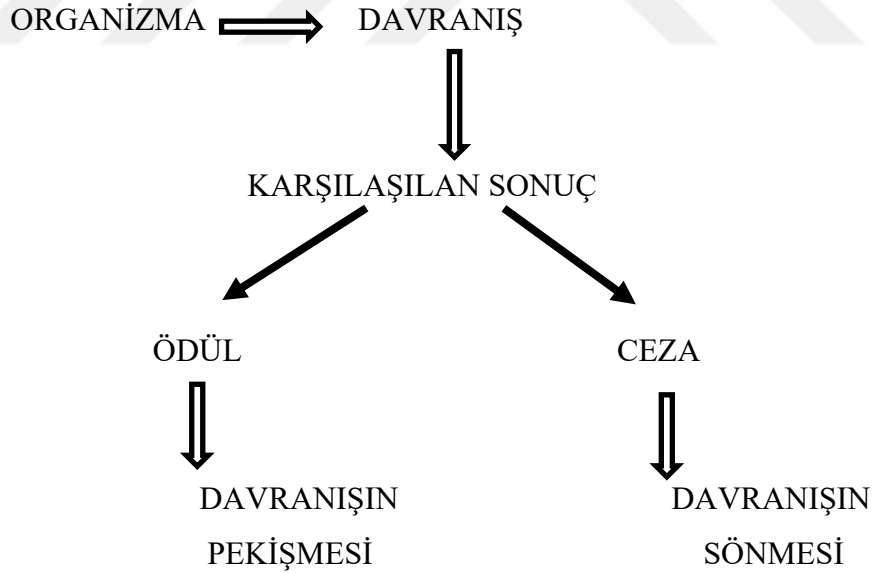 ORGANİZMA DAVRANIŞ
KARŞILAŞILAN SONUÇ
ÖDÜL CEZA
DAVRANIŞIN DAVRANIŞIN
PEKİŞMESİ SÖNMESİ